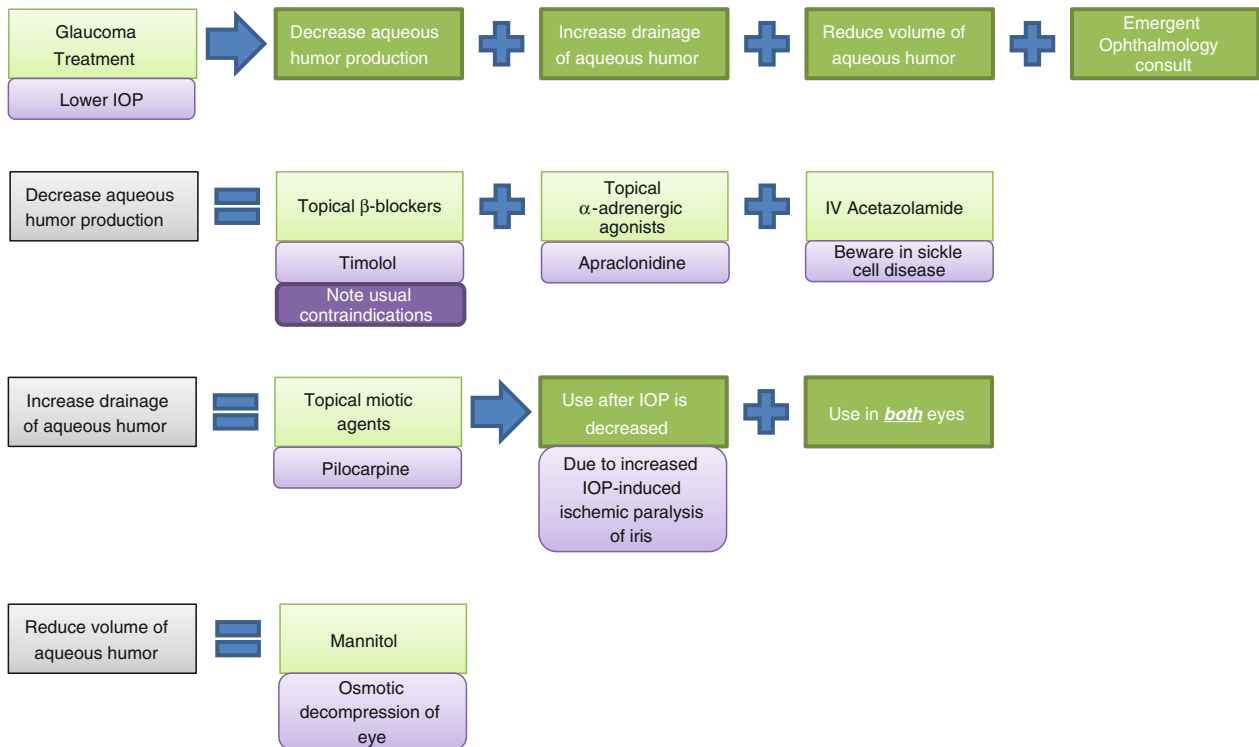 Glaucoma
Treatment
Lower IOP
Decrease aqueous
humor production
Increase drainage
of aqueous humor
Reduce volume of
aqueous humor
Emergent
Ophthalmology
consult
Decrease aqueous
humor production
Topical β-blockers
Timolol
Note usual
contraindications
Topical
α-adrenergic
agonists
Apraclonidine
IV Acetazolamide
Beware in sickle
cell disease
Increase drainage
of aqueous humor
Topical miotic
agents
Pilocarpine
Use after IOP is
decreased
Due to increased
IOP-induced
ischemic paralysis
of iris
Use in both eyes
Reduce volume of
aqueous humor
Mannitol
Osmotic
decompression of
eye